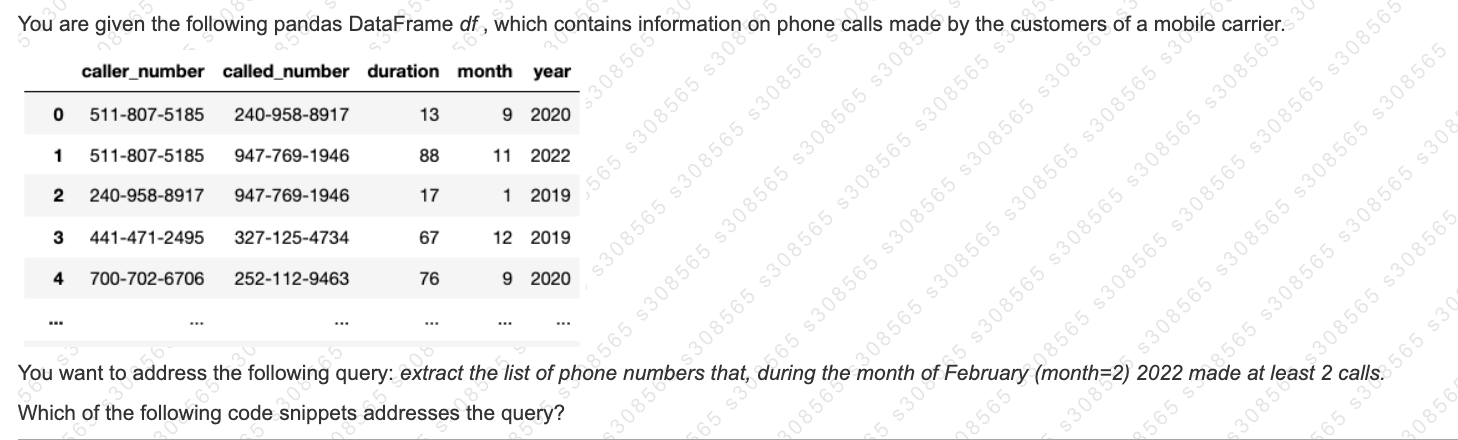 You are given the following pandas DataFrame df , which contains information on phone calls made by the customers of a mobile carrier.
caller_number called_number duration month year
0 511-807-5185 240-958-8917 13 9 2020
1 511-807-5185 947-769-1946 88 11 2022
2 240-958-8917 947-769-1946 17 1 2019
3 441-471-2495 327-125-4734 67 12 2019
4 700-702-6706 252-112-9463 76 9 2020
... ... ... ... ... ...
You want to address the following query: extract the list of phone numbers that, during the month of February (month=2) 2022 made at least 2 calls.
Which of the following code snippets addresses the query?
s308565